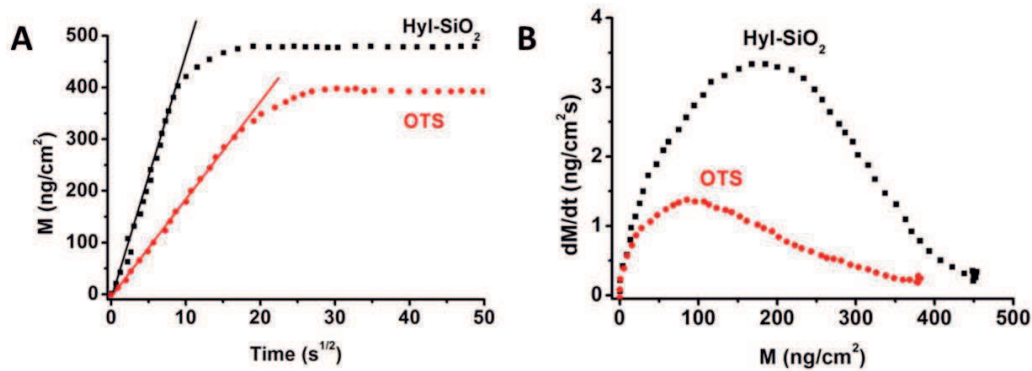 A
Hyl-SiO2
OTS
M (ng/cm2)
500
400
300
200
100
0
0 10 20 30 40 50
Time (s1/2)
B
Hyl-SiO2
OTS
dM/dt (ng/cm2s)
4
3
2
1
0
0 100 200 300 400 500
M (ng/cm2)